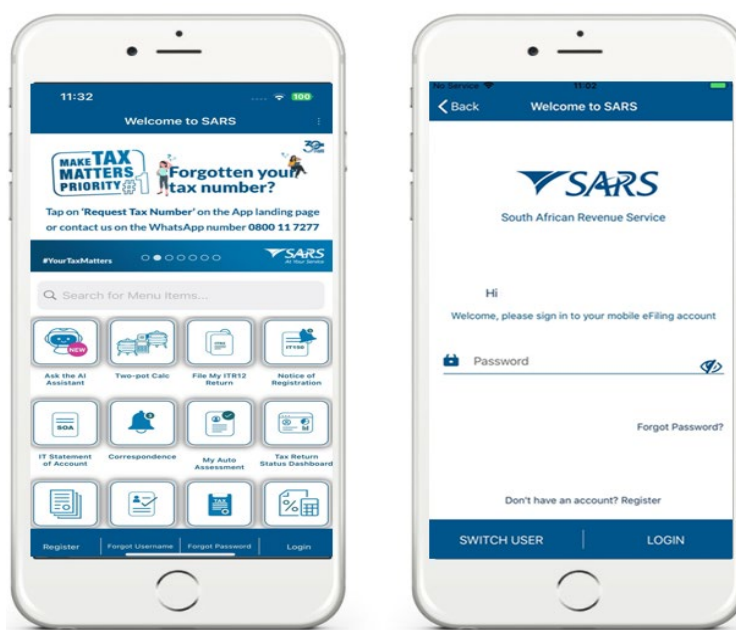 11:32
100
Welcome to SARS
MAKE TAX
MATTERS
PRIORITY #1
30
Forgotten your
tax number?
Tap on 'Request Tax Number' on the App landing page
or contact us on the WhatsApp number 0800 11 7277
#YourTaxMatters
SARS
At Your Service
Search for Menu Items...
NEW
Ask the AI
Assistant
Two-pot Calc
File My ITR12
Return
IT150
Notice of
Registration
SOA
IT Statement
of Account
Correspondence
My Auto
Assessment
Tax Return
Status Dashboard
TAX
Register
Forgot Username
Forgot Password
Login
No Service
11:02
Back
Welcome to SARS
SARS
South African Revenue Service
Hi
Welcome, please sign in to your mobile eFiling account
Password
Forgot Password?
Don't have an account? Register
SWITCH USER
LOGIN